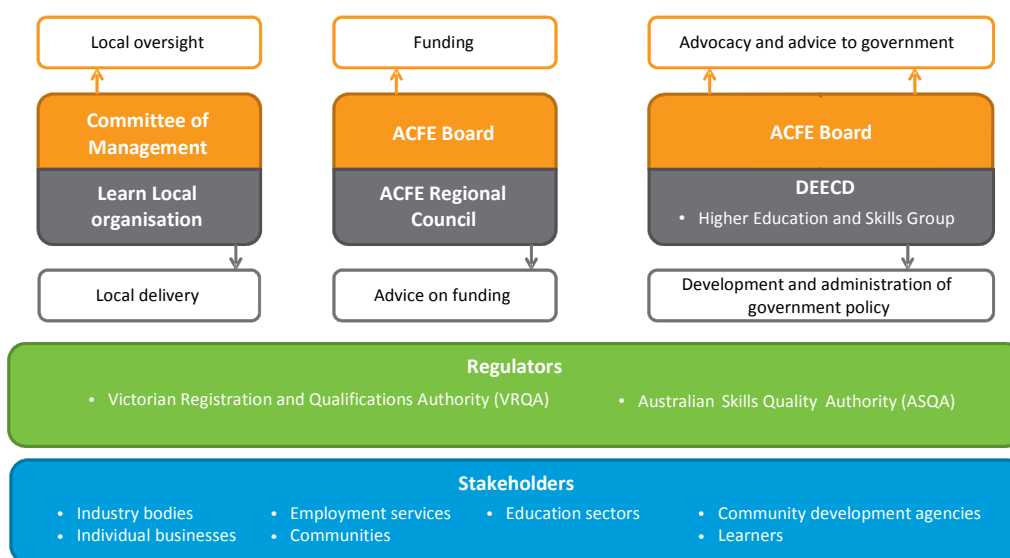 Local oversight
Funding
Advocacy and advice to government
Committee of
Management
ACFE Board
ACFE Board
Learn Local
organisation
ACFE Regional
Council
DEECD
• Higher Education and Skills Group
Local delivery
Advice on funding
Development and administration of
government policy
Regulators
• Victorian Registration and Qualifications Authority (VRQA)
• Australian Skills Quality Authority (ASQA)
Stakeholders
• Industry bodies
• Individual businesses
• Employment services
• Communities
• Education sectors
• Community development agencies
• Learners